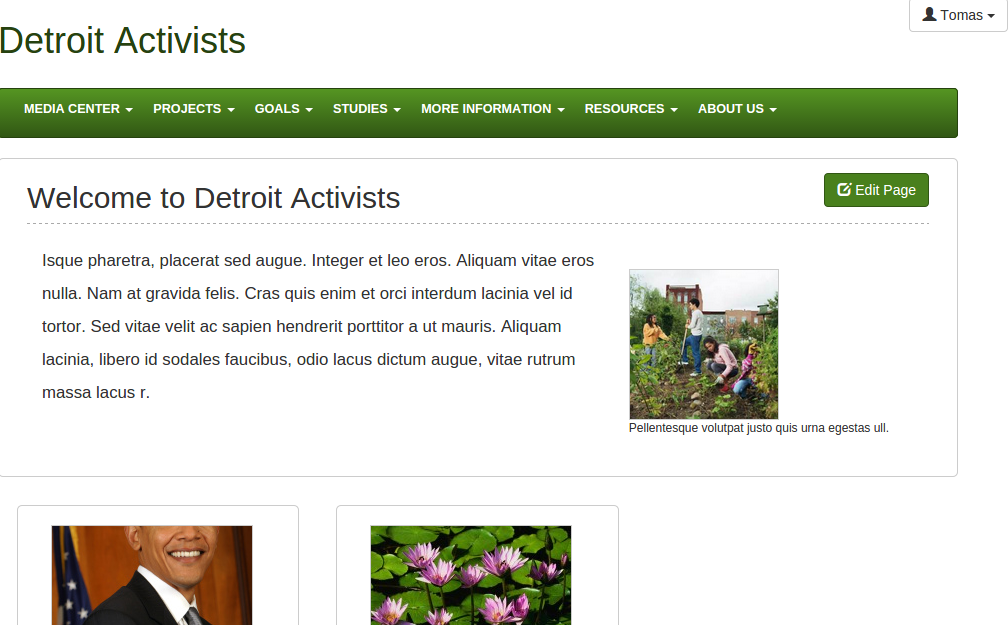 Tomas
Detroit Activists
MEDIA CENTER PROJECTS GOALS STUDIES MORE INFORMATION RESOURCES ABOUT US
Welcome to Detroit Activists
Edit Page
Isque pharetra, placerat sed augue. Integer et leo eros. Aliquam vitae eros
nulla. Nam at gravida felis. Cras quis enim et orci interdum lacinia vel id
tortor. Sed vitae velit ac sapien hendrerit porttitor a ut mauris. Aliquam
lacinia, libero id sodales faucibus, odio lacus dictum augue, vitae rutrum
massa lacus r.
Pellentesque volutpat justo quis urna egestas ull.